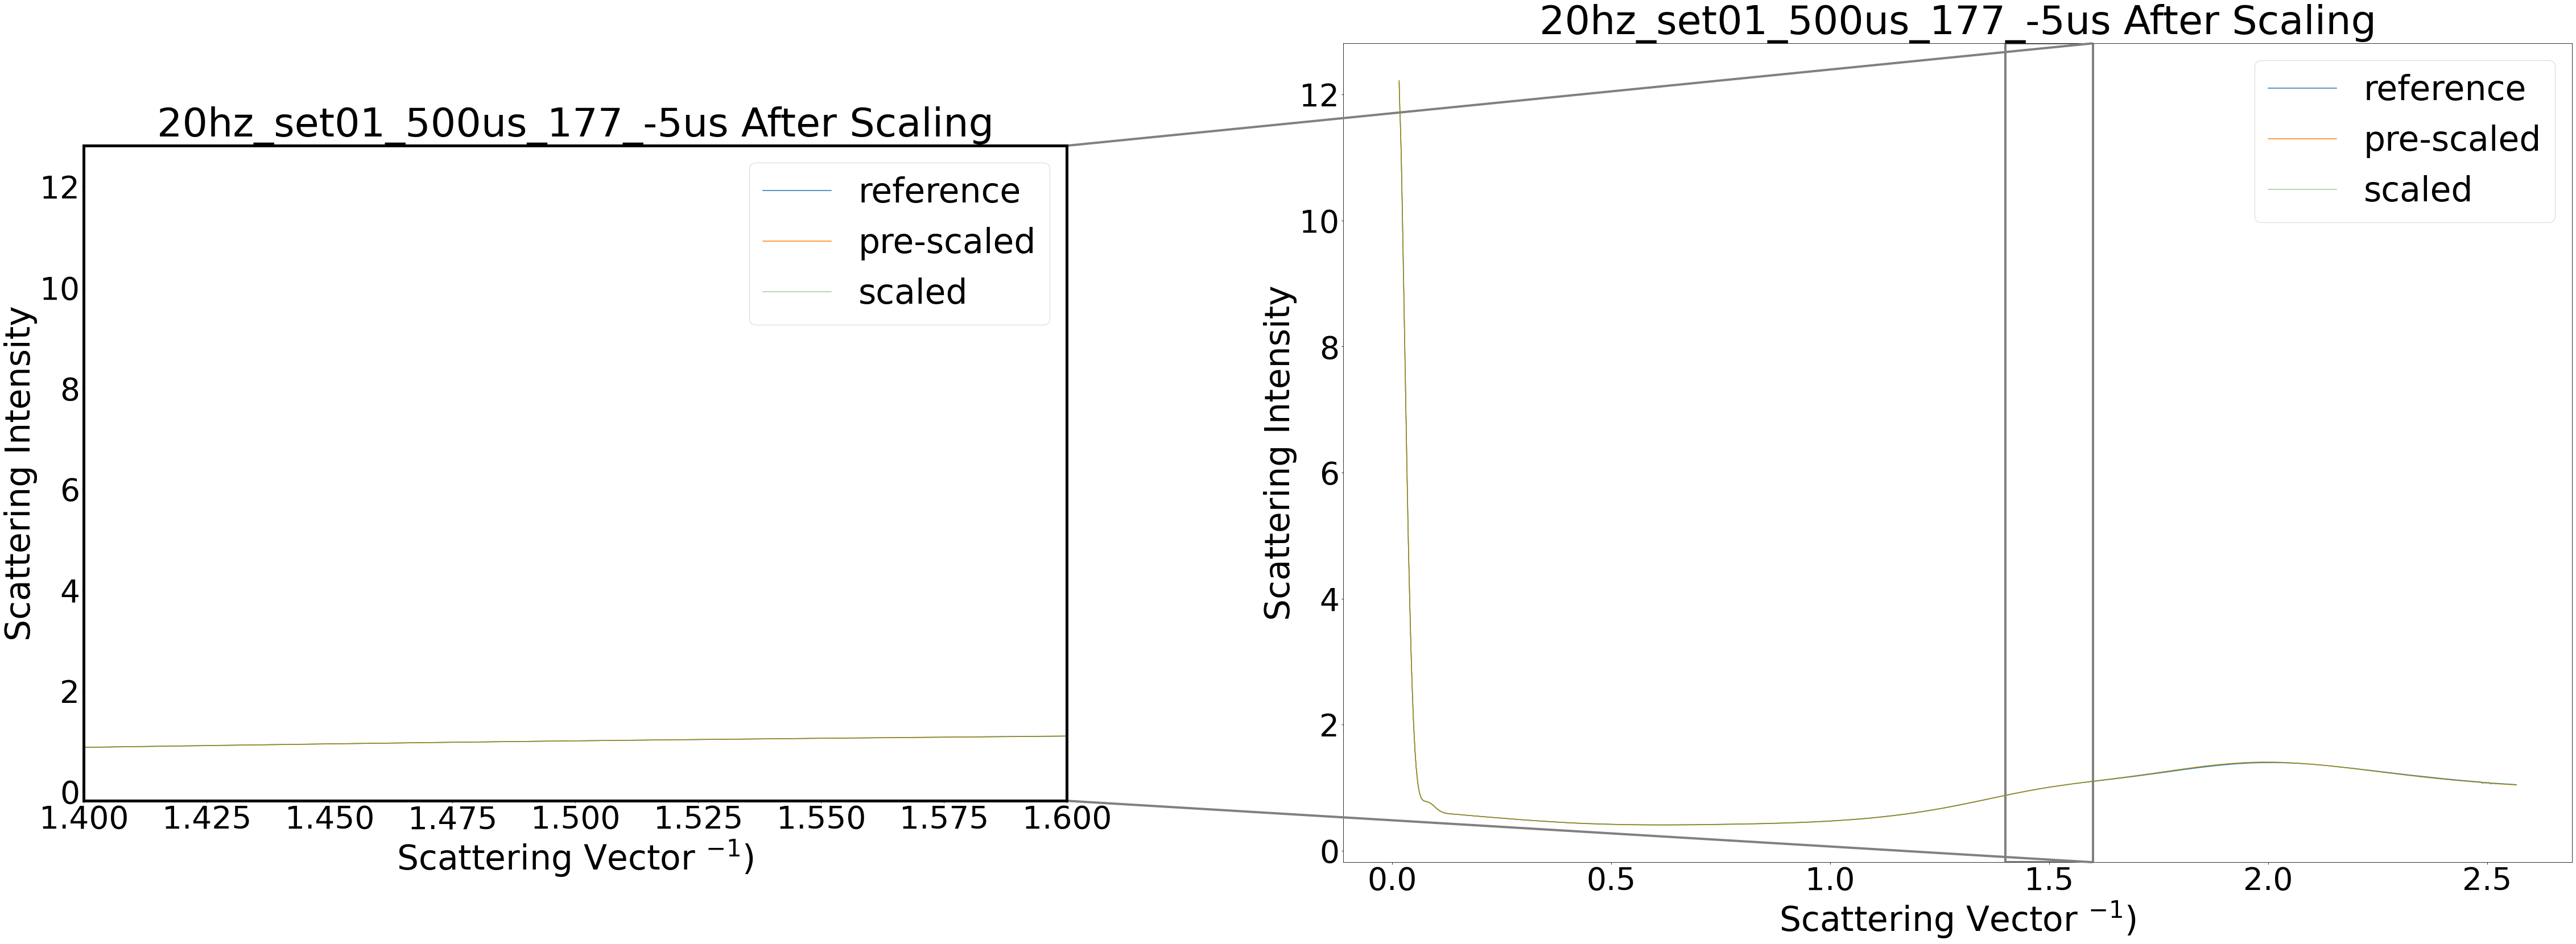 20hz_set01_500us_177_-5us After Scaling
reference
pre-scaled
scaled
12
10
8
6
4
2
0
Scattering Intensity
1.400 1.425 1.450 1.475 1.500 1.525 1.550 1.575 1.600
Scattering Vector ⁻¹)
20hz_set01_500us_177_-5us After Scaling
reference
pre-scaled
scaled
12
10
8
6
4
2
0
Scattering Intensity
0.0 0.5 1.0 1.5 2.0 2.5
Scattering Vector ⁻¹)